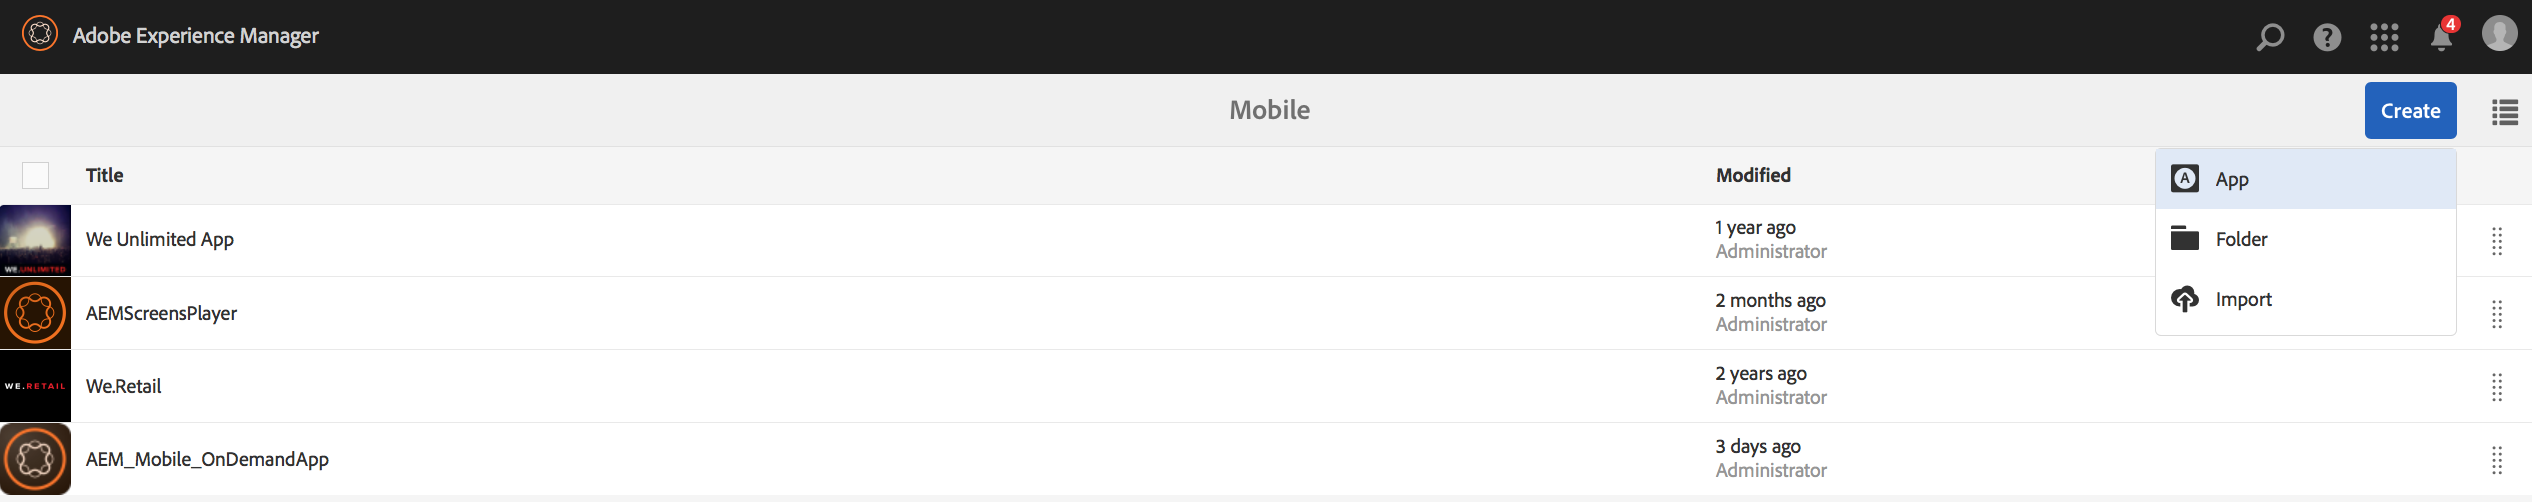 Adobe Experience Manager
?
4
Mobile
Create
Title
Modified
A App
WE.UNLIMITED
We Unlimited App
1 year ago
Administrator
Folder
AEMScreensPlayer
2 months ago
Administrator
Import
WE.RETAIL
We.Retail
2 years ago
Administrator
AEM_Mobile_OnDemandApp
3 days ago
Administrator